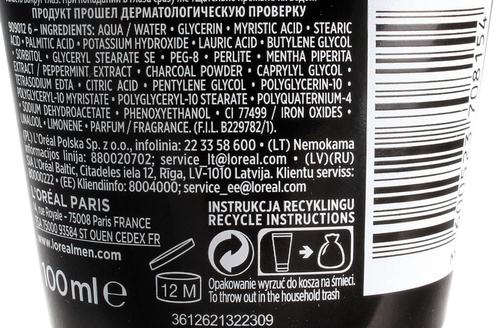 ПРОДУКТ ПРОШЕЛ ДЕРМАТОЛОГИЧЕСКУЮ ПРОВЕРКУ
909012 6 – INGREDIENTS: AQUA / WATER • GLYCERIN • MYRISTIC ACID • STEARIC
ACID • PALMITIC ACID • POTASSIUM HYDROXIDE • LAURIC ACID • BUTYLENE GLYCOL
• SORBITOL • GLYCERYL STEARATE SE • PEG-8 • PERLITE • MENTHA PIPERITA
EXTRACT / PEPPERMINT EXTRACT • CHARCOAL POWDER • CAPRYLYL GLYCOL •
TETRASODIUM EDTA • CITRIC ACID • PENTYLENE GLYCOL • POLYGLYCERIN-10 •
POLYGLYCERYL-10 MYRISTATE • POLYGLYCERYL-10 STEARATE • POLYQUATERNIUM-4
• SODIUM DEHYDROACETATE • PHENOXYETHANOL • CI 77499 / IRON OXIDES •
LINALOOL • LIMONENE • PARFUM / FRAGRANCE. (F.I.L. B229782/1).
(PL) L'Oréal Polska Sp. z o.o., infolinia: 22 33 58 600 • (LT) Nemokama
informacijos linija: 880020702; service_lt@loreal.com • (LV)(RU)
SIA L'Oréal Baltic, Citadeles iela 12, Rīga, LV-1010 Latvija. Klientu serviss:
80000222 • (EE) Kliendiinfo: 8004000; service_ee@loreal.com
L'ORÉAL PARIS
rue Royale - 75008 Paris FRANCE
75000 93584 ST OUEN CEDEX FR
www.lorealmen.com
INSTRUKCJA RECYKLINGU
RECYCLE INSTRUCTIONS
100 ml e
12 M
Opakowanie wyrzuć do kosza na śmieci.
To throw out in the household trash
3612621322309
708154